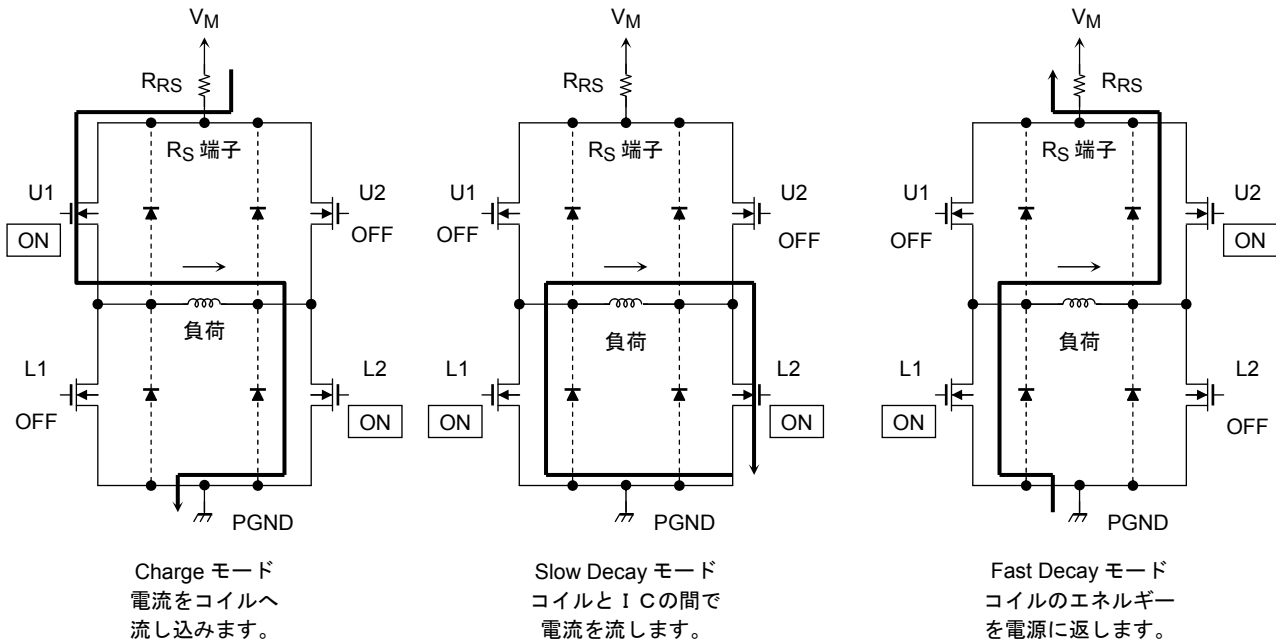 VM
RRS
RS 端子
U1
ON
U2
OFF
負荷
L1
OFF
L2
ON
PGND
Charge モード
電流をコイルへ
流し込みます。
VM
RRS
RS 端子
U1
OFF
U2
OFF
負荷
L1
ON
L2
ON
PGND
Slow Decay モード
コイルとＩＣの間で
電流を流します。
VM
RRS
RS 端子
U1
OFF
U2
ON
負荷
L1
ON
L2
OFF
PGND
Fast Decay モード
コイルのエネルギー
を電源に返します。